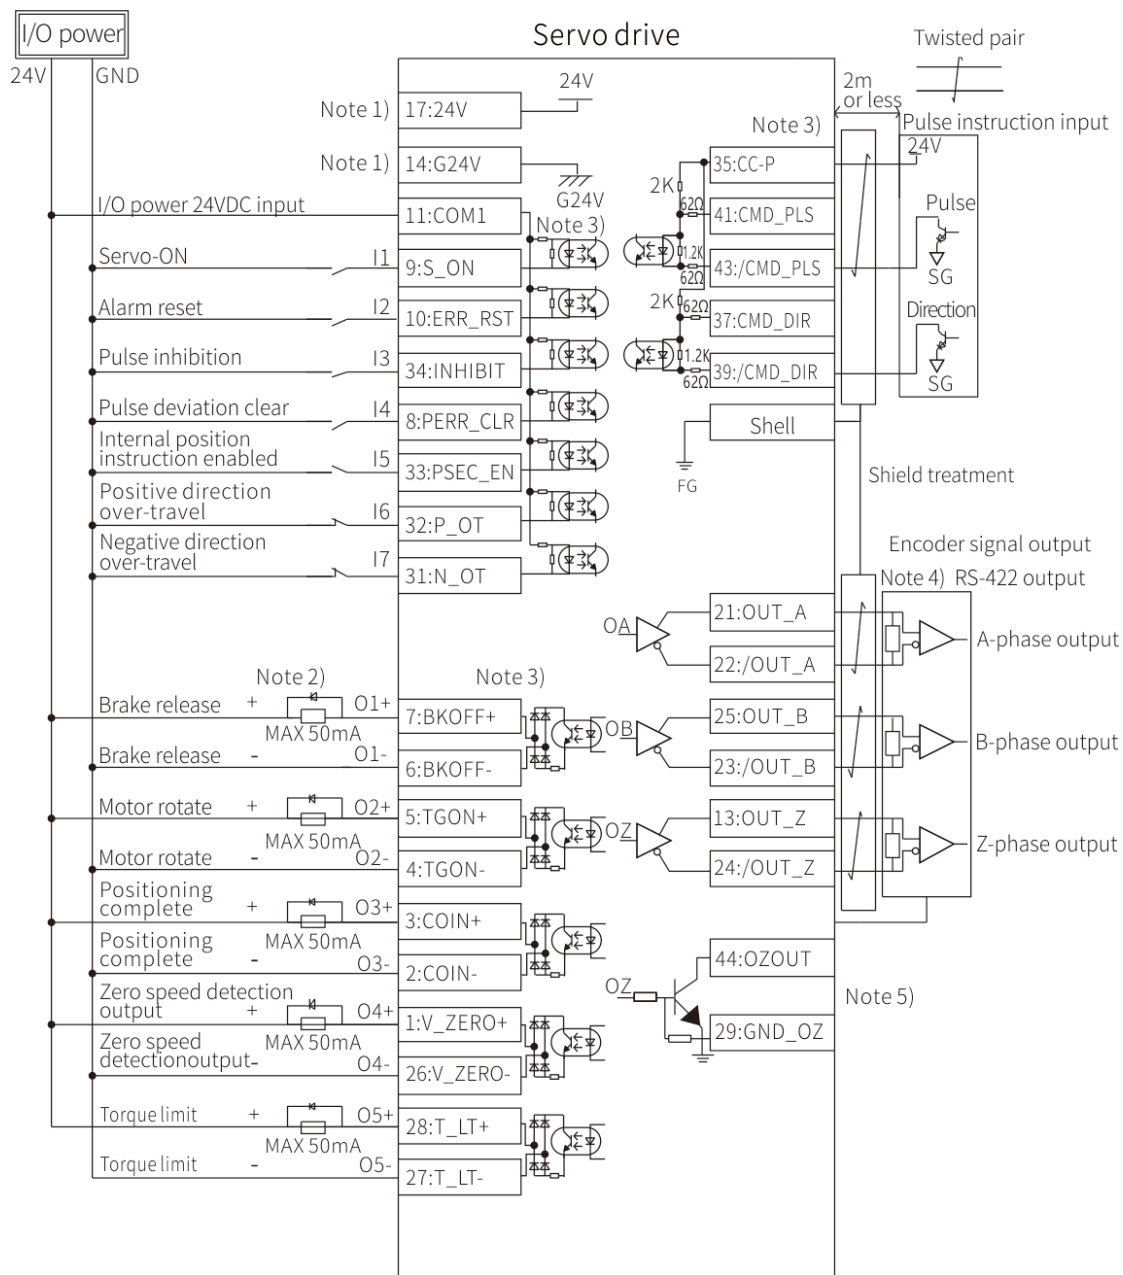 I/O power
24V
GND
Servo drive
Twisted pair
2m
or less
Pulse instruction input
24V
Note 1)
17:24V
24V
Note 3)
Note 1)
14:G24V
G24V
35:CC-P
2K
62Ω
I/O power 24VDC input
11:COM1
Note 3)
41:CMD_PLS
Pulse
1.2K
62Ω
Servo-ON
I1
9:S_ON
43:/CMD_PLS
SG
2K
62Ω
Alarm reset
I2
10:ERR_RST
37:CMD_DIR
Direction
1.2K
62Ω
Pulse inhibition
I3
34:INHIBIT
39:/CMD_DIR
SG
Pulse deviation clear
I4
8:PERR_CLR
Shell
Internal position
instruction enabled
I5
33:PSEC_EN
FG
Shield treatment
Positive direction
over-travel
I6
32:P_OT
Negative direction
over-travel
I7
31:N_OT
Encoder signal output
Note 4) RS-422 output
OA
21:OUT_A
22:/OUT_A
A-phase output
Note 2)
Note 3)
Brake release +
O1+
7:BKOFF+
MAX 50mA
Brake release -
O1-
6:BKOFF-
OB
25:OUT_B
23:/OUT_B
B-phase output
Motor rotate +
O2+
5:TGON+
MAX 50mA
Motor rotate -
O2-
4:TGON-
OZ
13:OUT_Z
24:/OUT_Z
Z-phase output
Positioning
complete +
O3+
3:COIN+
MAX 50mA
Positioning
complete -
O3-
2:COIN-
44:OZOUT
OZ
Note 5)
29:GND_OZ
Zero speed detection
output +
O4+
1:V_ZERO+
MAX 50mA
Zero speed
detectionoutput-
O4-
26:V_ZERO-
Torque limit +
O5+
28:T_LT+
MAX 50mA
Torque limit -
O5-
27:T_LT-